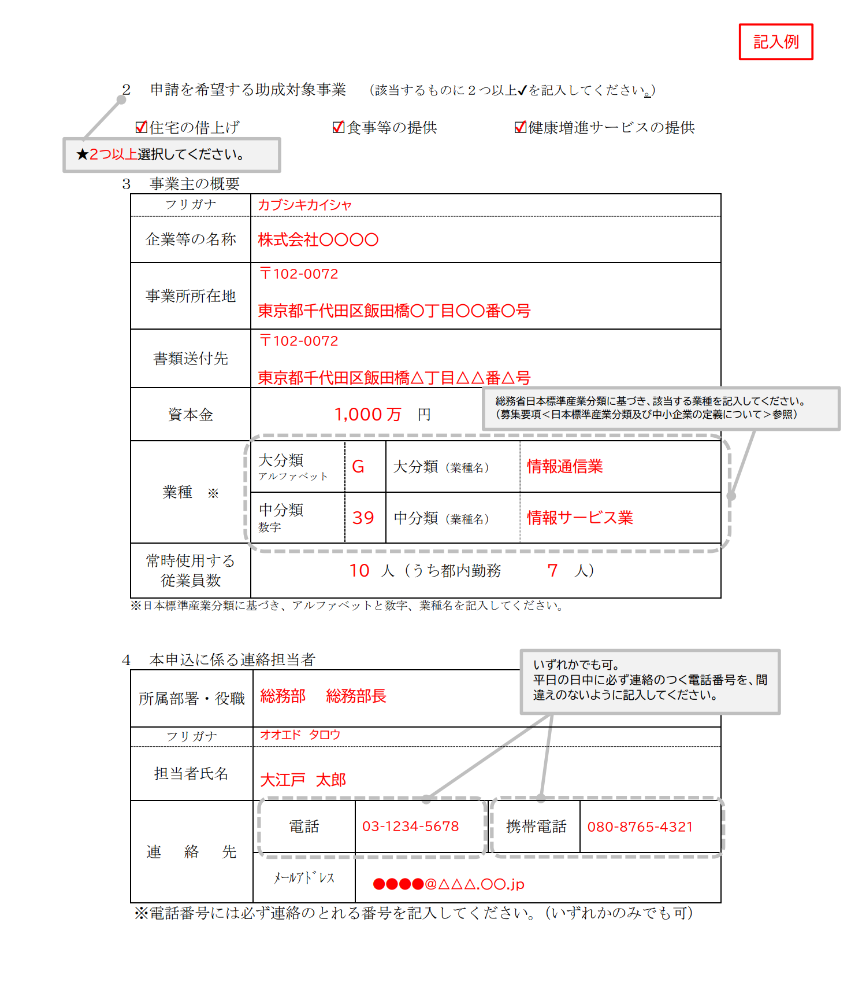 記入例
２　申請を希望する助成対象事業　（該当するものに２つ以上✔を記入してください。）
☑住宅の借上げ　☑食事等の提供　☑健康増進サービスの提供
★2つ以上選択してください。
３　事業主の概要
フリガナ　カブシキカイシャ
企業等の名称　株式会社〇〇〇〇
〒102-0072
事業所所在地
東京都千代田区飯田橋〇丁目〇〇番〇号
〒102-0072
書類送付先
東京都千代田区飯田橋△丁目△△番△号
総務省日本標準産業分類に基づき、該当する業種を記入してください。
（募集要項＜日本標準産業分類及び中小企業の定義について＞参照）
資本金　1,000 万　円
業種　※
大分類　G　大分類（業種名）　情報通信業
アルファベット
中分類　39　中分類（業種名）　情報サービス業
数字
常時使用する
従業員数
10 人（うち都内勤務　7　人）
※日本標準産業分類に基づき、アルファベットと数字、業種名を記入してください。
４　本申込に係る連絡担当者
いずれかでも可。
平日の日中に必ず連絡のつく電話番号を、間
違えのないように記入してください。
所属部署・役職　総務部　総務部長
フリガナ　オオエド　タロウ
担当者氏名　大江戸　太郎
連　絡　先
電話　03-1234-5678　携帯電話　080-8765-4321
ﾒｰﾙｱﾄﾞﾚｽ　●●●●@△△△.〇〇.jp
※電話番号には必ず連絡のとれる番号を記入してください。（いずれかのみでも可）